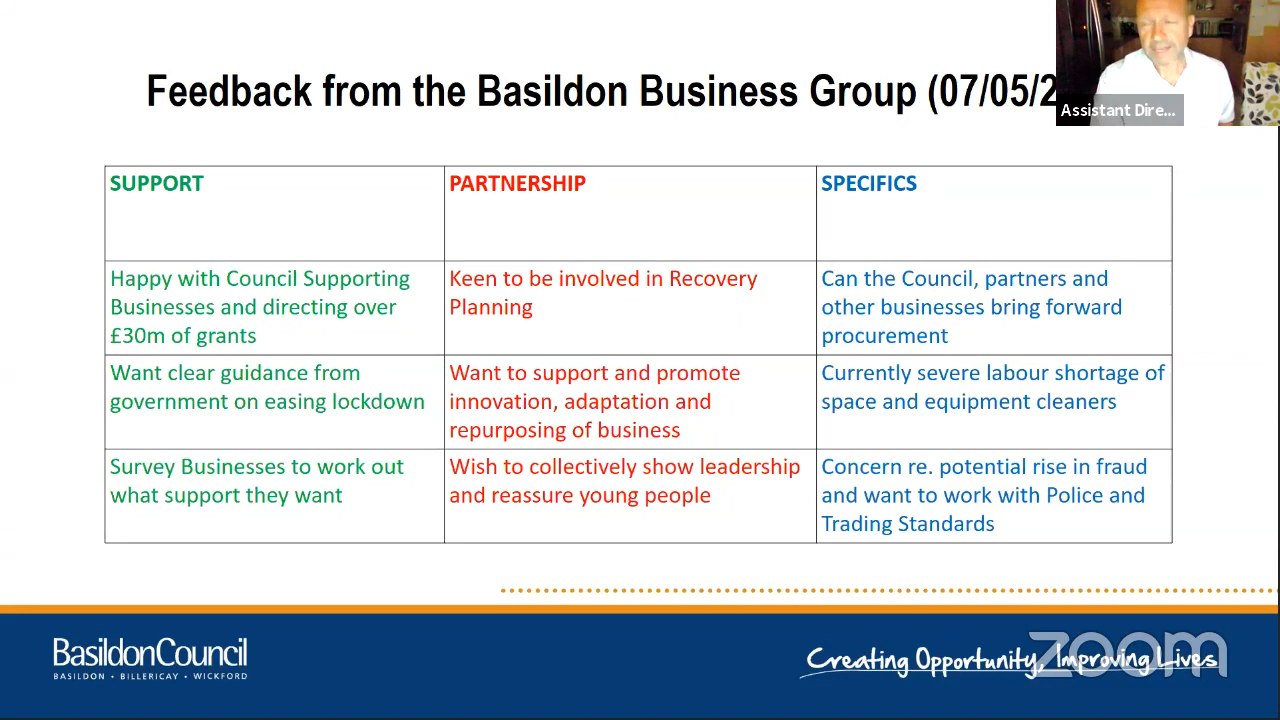 Feedback from the Basildon Business Group (07/05/2
Assistant Dire...
SUPPORT
PARTNERSHIP
SPECIFICS
Happy with Council Supporting
Businesses and directing over
£30m of grants
Keen to be involved in Recovery
Planning
Can the Council, partners and
other businesses bring forward
procurement
Want clear guidance from
government on easing lockdown
Want to support and promote
innovation, adaptation and
repurposing of business
Currently severe labour shortage of
space and equipment cleaners
Survey Businesses to work out
what support they want
Wish to collectively show leadership
and reassure young people
Concern re. potential rise in fraud
and want to work with Police and
Trading Standards
BasildonCouncil
BASILDON • BILLERICAY • WICKFORD
Creating Opportunity, Improving Lives
zoom